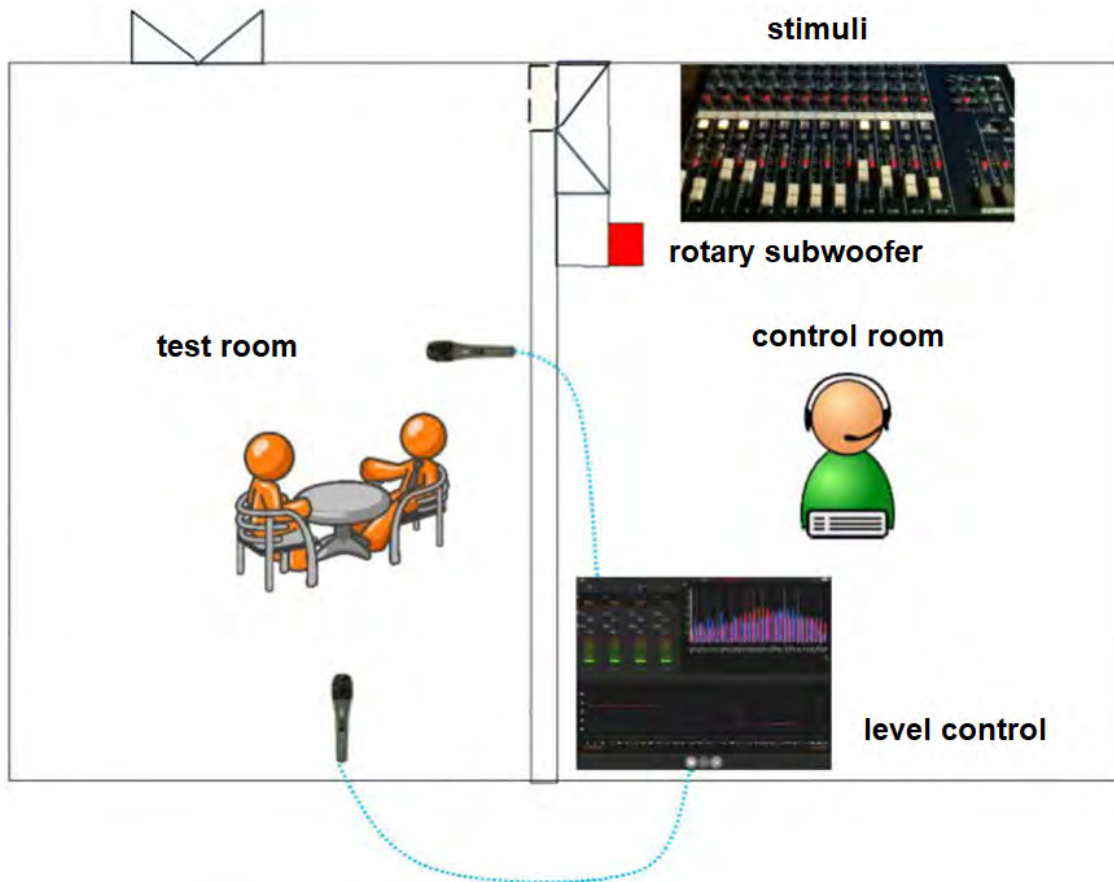 stimuli
rotary subwoofer
test room
control room
level control